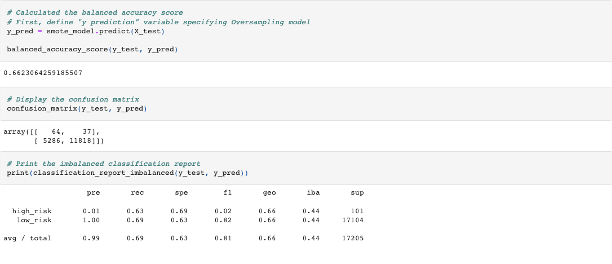 # Calculated the balanced accuracy score
# First, define "y prediction" variable specifying Oversampling model
y_pred = smote_model.predict(X_test)
balanced_accuracy_score(y_test, y_pred)
0.6623064259185507
# Display the confusion matrix
confusion_matrix(y_test, y_pred)
array([[ 64, 37],
[ 5286, 11818]])
# Print the imbalanced classification report
print(classification_report_imbalanced(y_test, y_pred))
pre rec spe f1 geo iba sup
high_risk 0.01 0.63 0.69 0.02 0.66 0.44 101
low_risk 1.00 0.69 0.63 0.82 0.66 0.44 17104
avg / total 0.99 0.69 0.63 0.81 0.66 0.44 17205